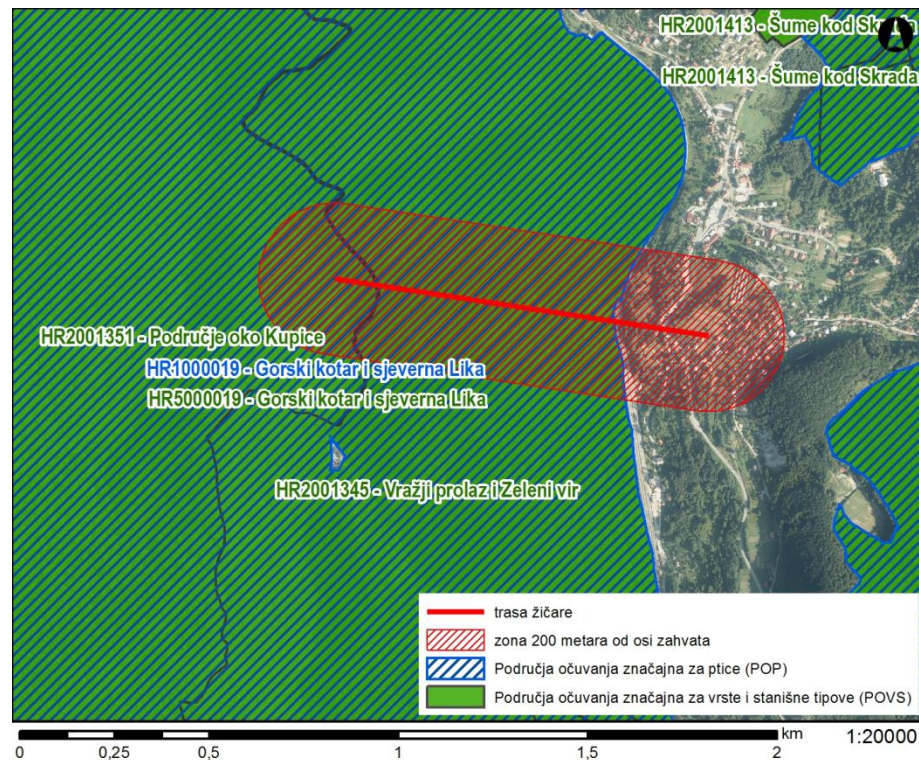 HR2001413 - Šume kod Skrada
HR2001413 - Šume kod Skrada
HR2001351 - Područje oko Kupice
HR1000019 - Gorski kotar i sjeverna Lika
HR5000019 - Gorski kotar i sjeverna Lika
HR2001345 - Vražji prolaz i Zeleni vir
trasa žičare
zona 200 metara od osi zahvata
Područja očuvanja značajna za ptice (POP)
Područja očuvanja značajna za vrste i stanišne tipove (POVS)
km 1:20000
0 0,25 0,5 1 1,5 2